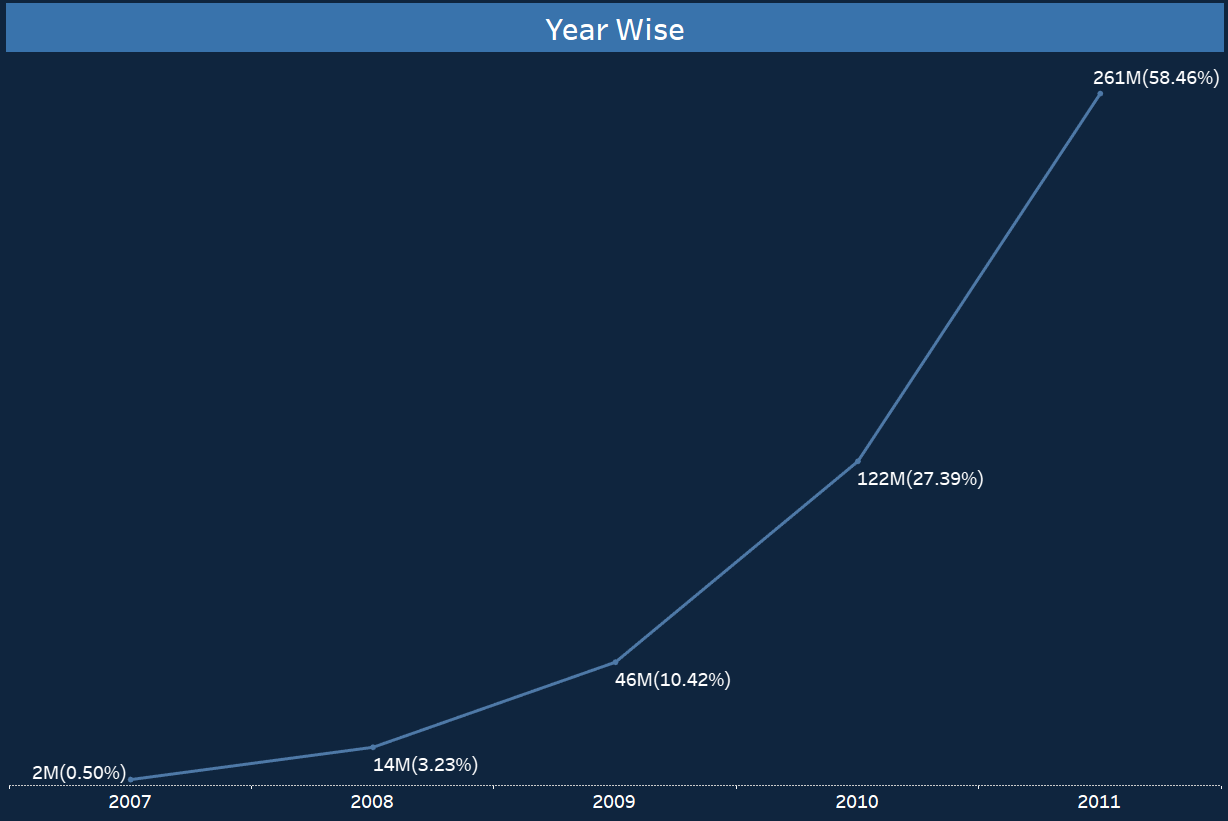 Year Wise
261M(58.46%)
122M(27.39%)
46M(10.42%)
14M(3.23%)
2M(0.50%)
2007 2008 2009 2010 2011